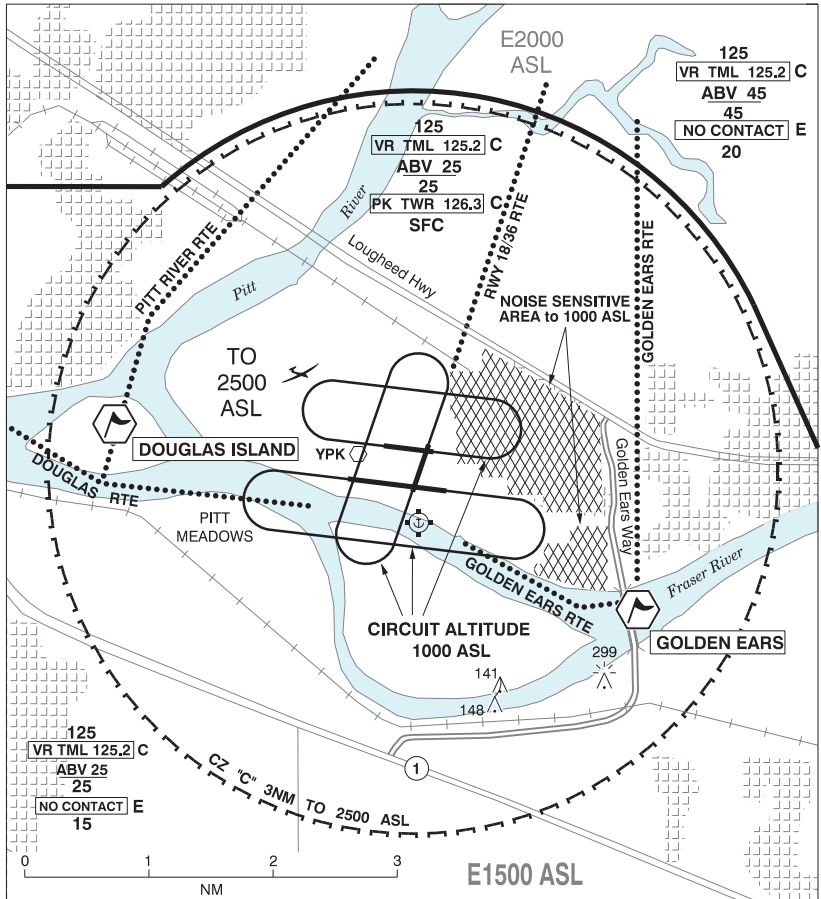 E2000
ASL
125
VR TML 125.2 C
ABV 45
45
NO CONTACT E
20
125
VR TML 125.2 C
ABV 25
25
PK TWR 126.3 C
SFC
River
Pitt
PITT RIVER RTE
Lougheed Hwy
RWY 18/36 RTE
GOLDEN EARS RTE
NOISE SENSITIVE
AREA to 1000 ASL
TO
2500
ASL
DOUGLAS ISLAND
YPK
DOUGLAS RTE
PITT
MEADOWS
Golden Ears Way
GOLDEN EARS RTE
Fraser River
CIRCUIT ALTITUDE
1000 ASL
GOLDEN EARS
299
141
148
125
VR TML 125.2 C
ABV 25
25
NO CONTACT E
15
CZ "C" 3NM TO 2500 ASL
1
0 1 2 3
NM
E1500 ASL